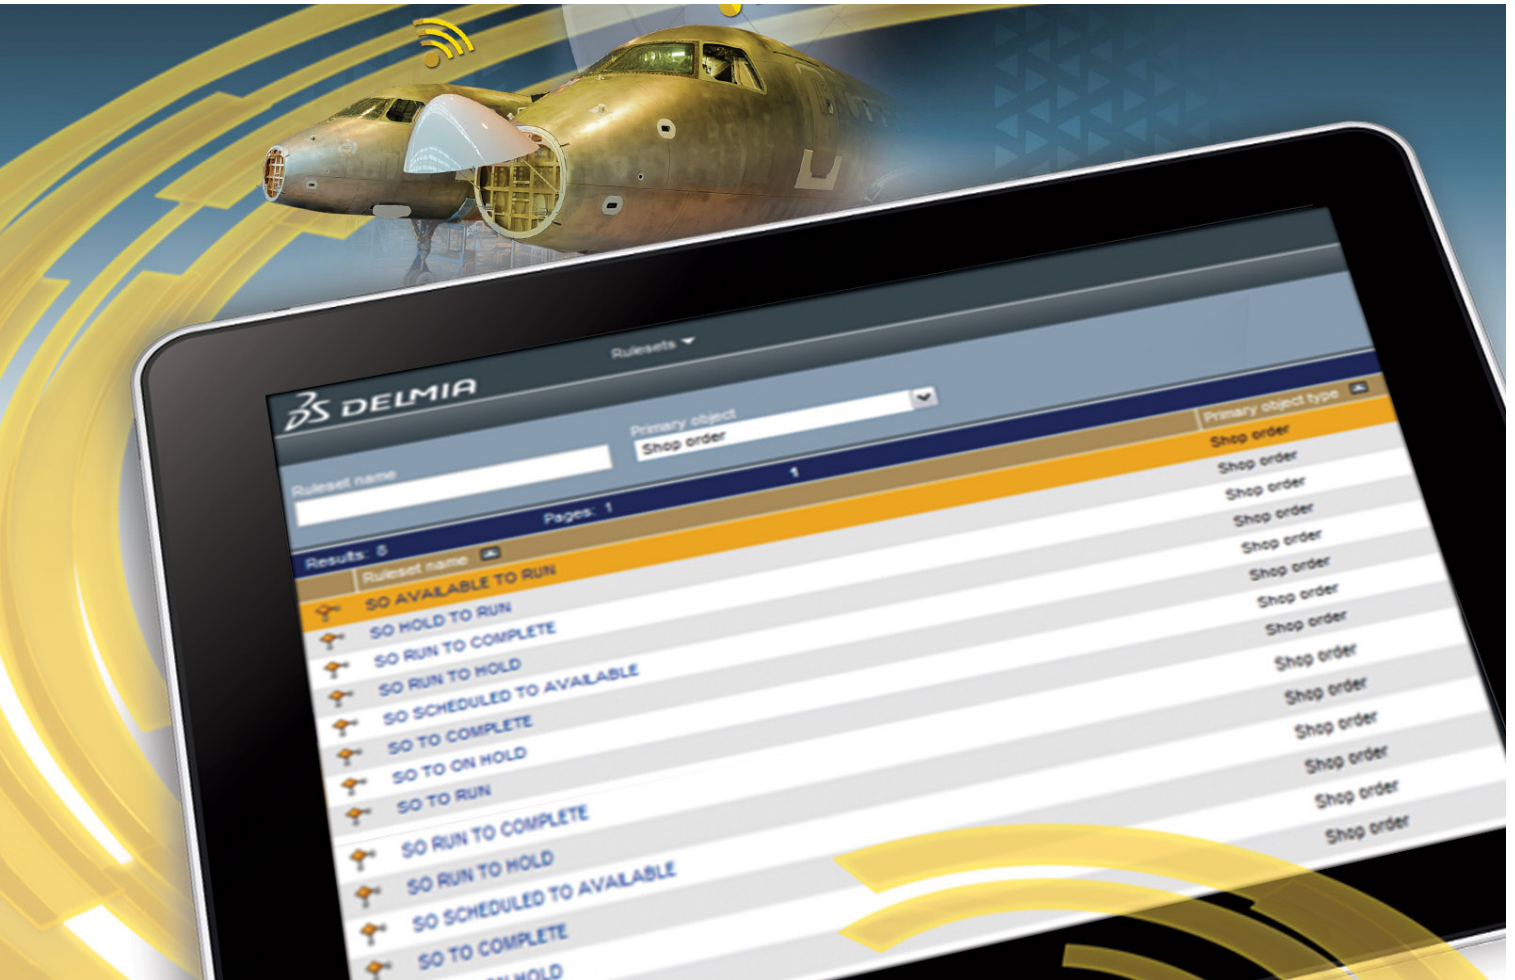 Rulesets
3S DELMIA
Ruleset name
Primary object
Shop order
Results: 8
Pages: 1
1
Ruleset name
Primary object type
SO AVAILABLE TO RUN
Shop order
SO HOLD TO RUN
Shop order
SO RUN TO COMPLETE
Shop order
SO RUN TO HOLD
Shop order
SO SCHEDULED TO AVAILABLE
Shop order
SO TO COMPLETE
Shop order
SO TO ON HOLD
Shop order
SO TO RUN
Shop order
SO RUN TO COMPLETE
Shop order
SO RUN TO HOLD
Shop order
SO SCHEDULED TO AVAILABLE
Shop order
SO TO COMPLETE
Shop order
ON HOLD
Shop order
Shop order